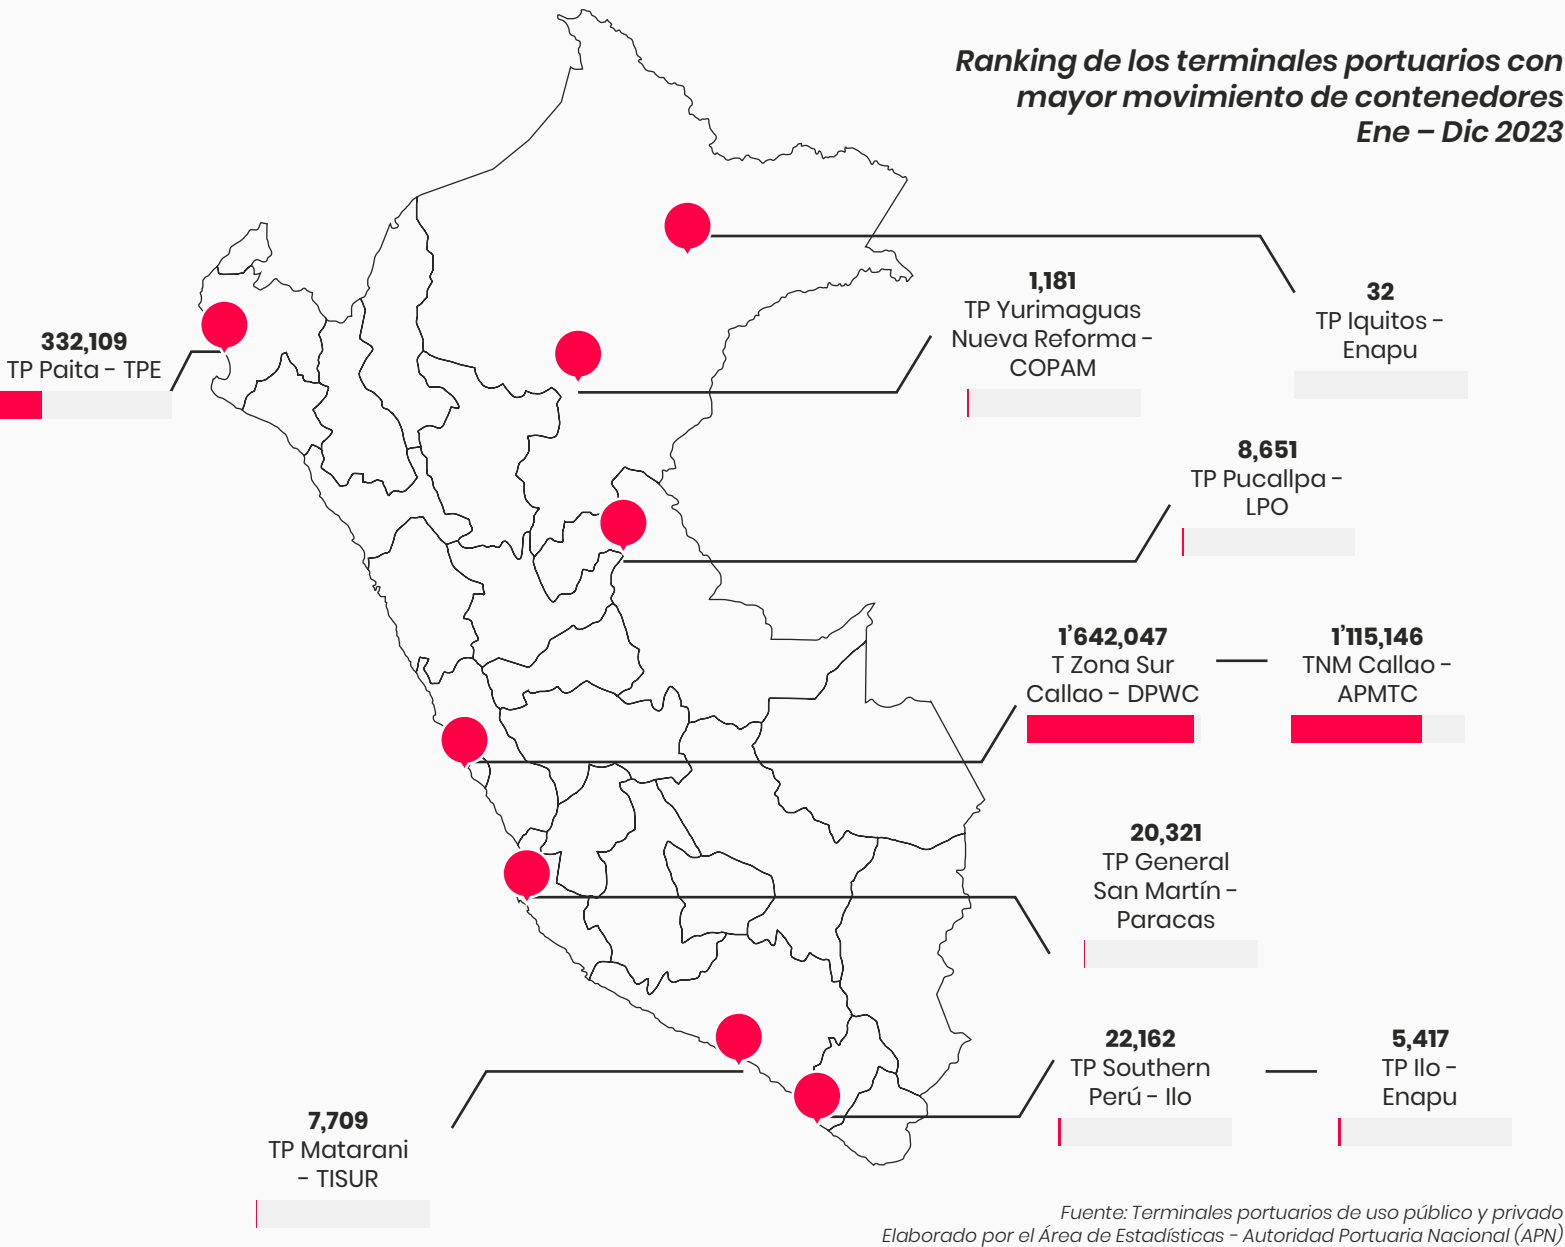 Ranking de los terminales portuarios con
mayor movimiento de contenedores
Ene – Dic 2023
32
TP Iquitos -
Enapu
1,181
TP Yurimaguas
Nueva Reforma -
COPAM
332,109
TP Paita - TPE
8,651
TP Pucallpa -
LPO
1’642,047
T Zona Sur
Callao - DPWC
1’115,146
TNM Callao -
APMTC
20,321
TP General
San Martín -
Paracas
22,162
TP Southern
Perú - Ilo
5,417
TP Ilo -
Enapu
7,709
TP Matarani
- TISUR
Fuente: Terminales portuarios de uso público y privado
Elaborado por el Área de Estadísticas - Autoridad Portuaria Nacional (APN)